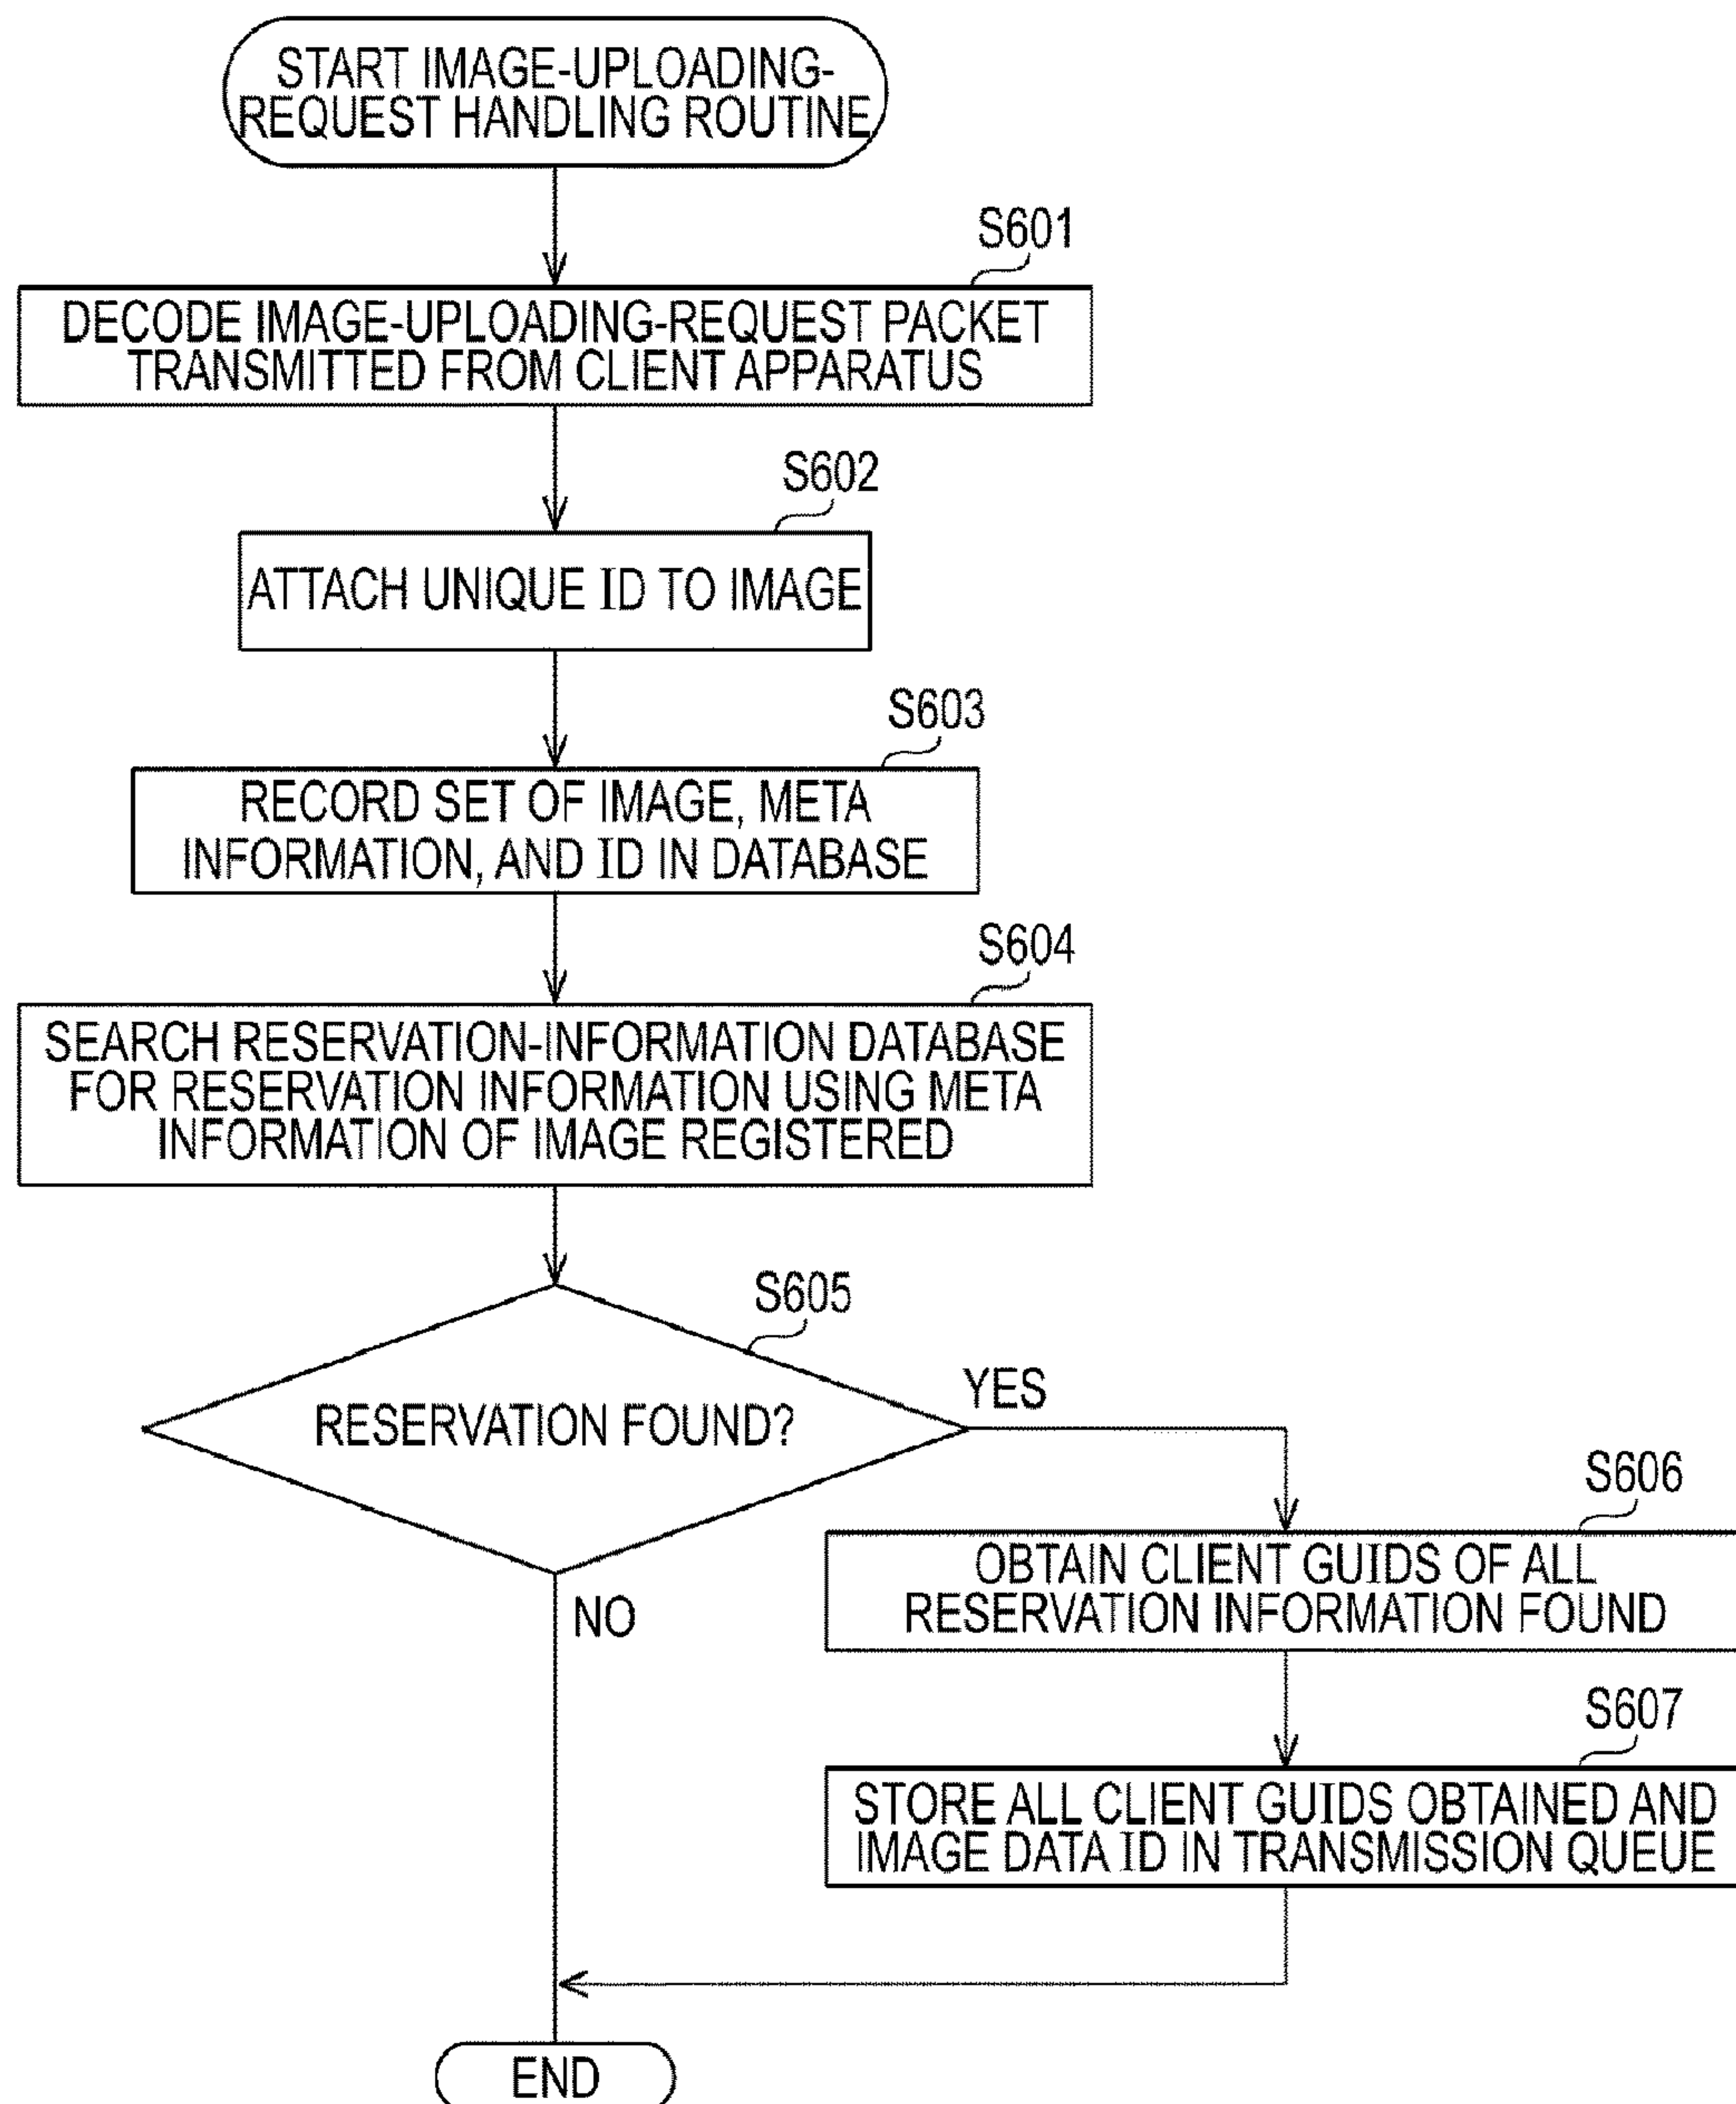 START IMAGE-UPLOADING-
REQUEST HANDLING ROUTINE
S601
DECODE IMAGE-UPLOADING-REQUEST PACKET
TRANSMITTED FROM CLIENT APPARATUS
S602
ATTACH UNIQUE ID TO IMAGE
S603
RECORD SET OF IMAGE, META
INFORMATION, AND ID IN DATABASE
S604
SEARCH RESERVATION-INFORMATION DATABASE
FOR RESERVATION INFORMATION USING META
INFORMATION OF IMAGE REGISTERED
S605
RESERVATION FOUND?
YES
NO
S606
OBTAIN CLIENT GUIDS OF ALL
RESERVATION INFORMATION FOUND
S607
STORE ALL CLIENT GUIDS OBTAINED AND
IMAGE DATA ID IN TRANSMISSION QUEUE
END